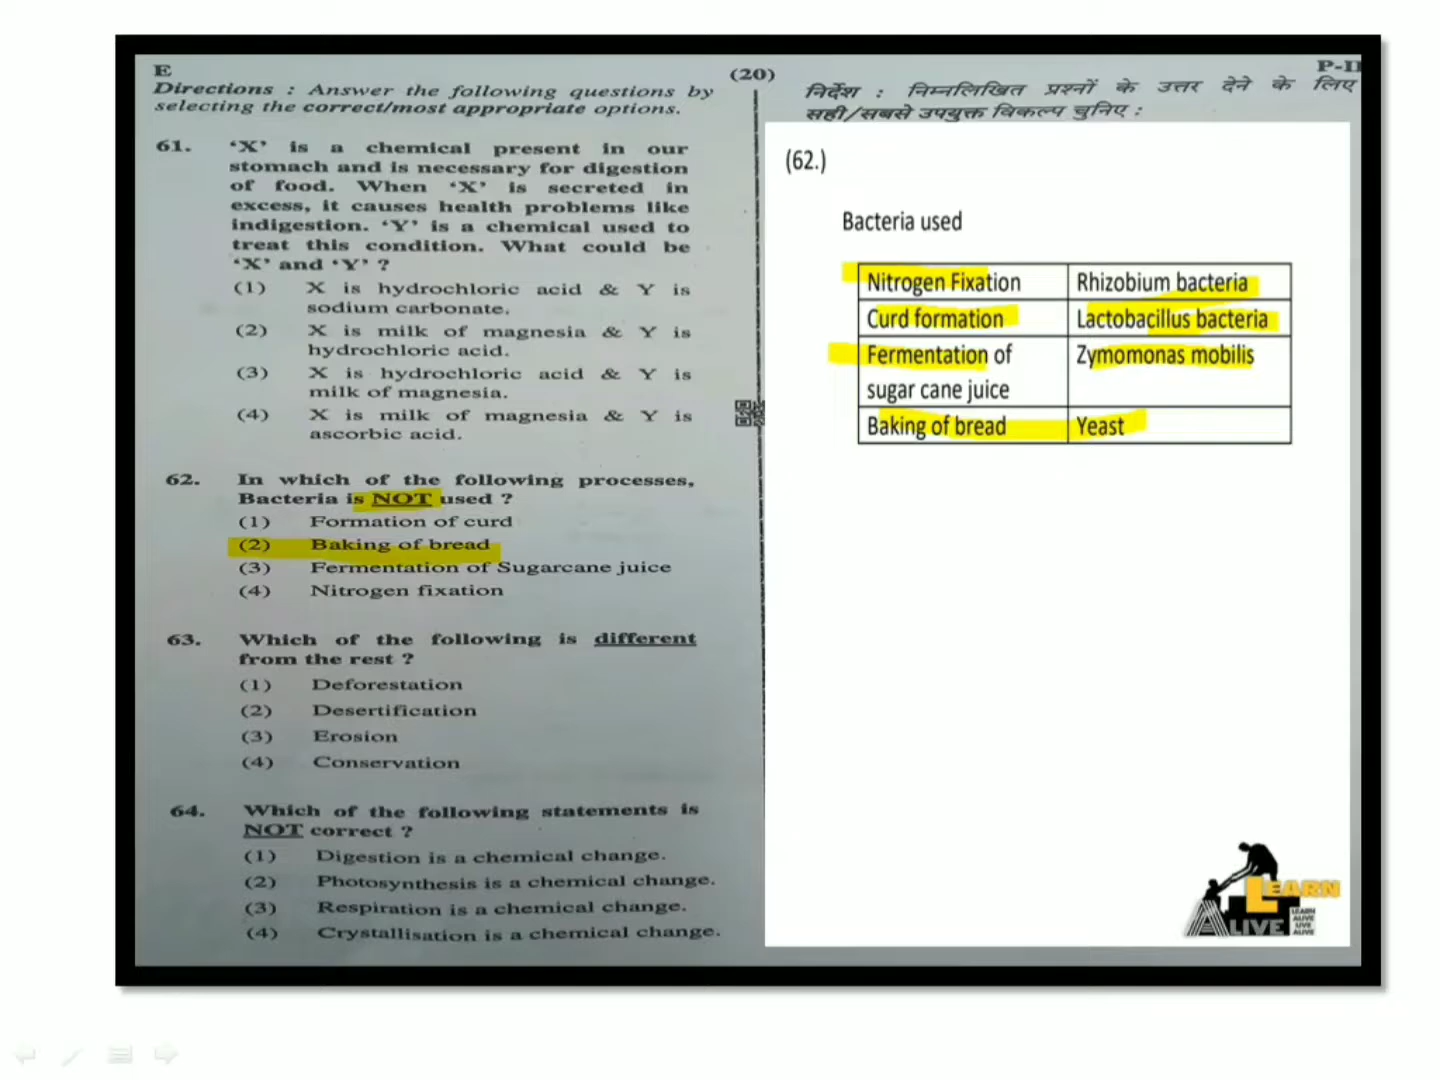 E
(20)
P-II
Directions : Answer the following questions by
selecting the correct/most appropriate options.
61. ‘X’ is a chemical present in our
stomach and is necessary for digestion
of food. When ‘X’ is secreted in
excess, it causes health problems like
indigestion. ‘Y’ is a chemical used to
treat this condition. What could be
‘X’ and ‘Y’ ?
(1) X is hydrochloric acid & Y is
sodium carbonate.
(2) X is milk of magnesia & Y is
hydrochloric acid.
(3) X is hydrochloric acid & Y is
milk of magnesia.
(4) X is milk of magnesia & Y is
ascorbic acid.
62. In which of the following processes,
Bacteria is NOT used ?
(1) Formation of curd
(2) Baking of bread
(3) Fermentation of Sugarcane juice
(4) Nitrogen fixation
63. Which of the following is different
from the rest ?
(1) Deforestation
(2) Desertification
(3) Erosion
(4) Conservation
64. Which of the following statements is
NOT correct ?
(1) Digestion is a chemical change.
(2) Photosynthesis is a chemical change.
(3) Respiration is a chemical change.
(4) Crystallisation is a chemical change.
निर्देश : निम्नलिखित प्रश्नों के उत्तर देने के लिए
सही/सबसे उपयुक्त विकल्प चुनिए :
(62.)
Bacteria used
Nitrogen Fixation Rhizobium bacteria
Curd formation Lactobacillus bacteria
Fermentation of Zymomonas mobilis
sugar cane juice
Baking of bread Yeast
LEARN
ALIVE
LEARN
ALIVE
LIVE
ALIVE